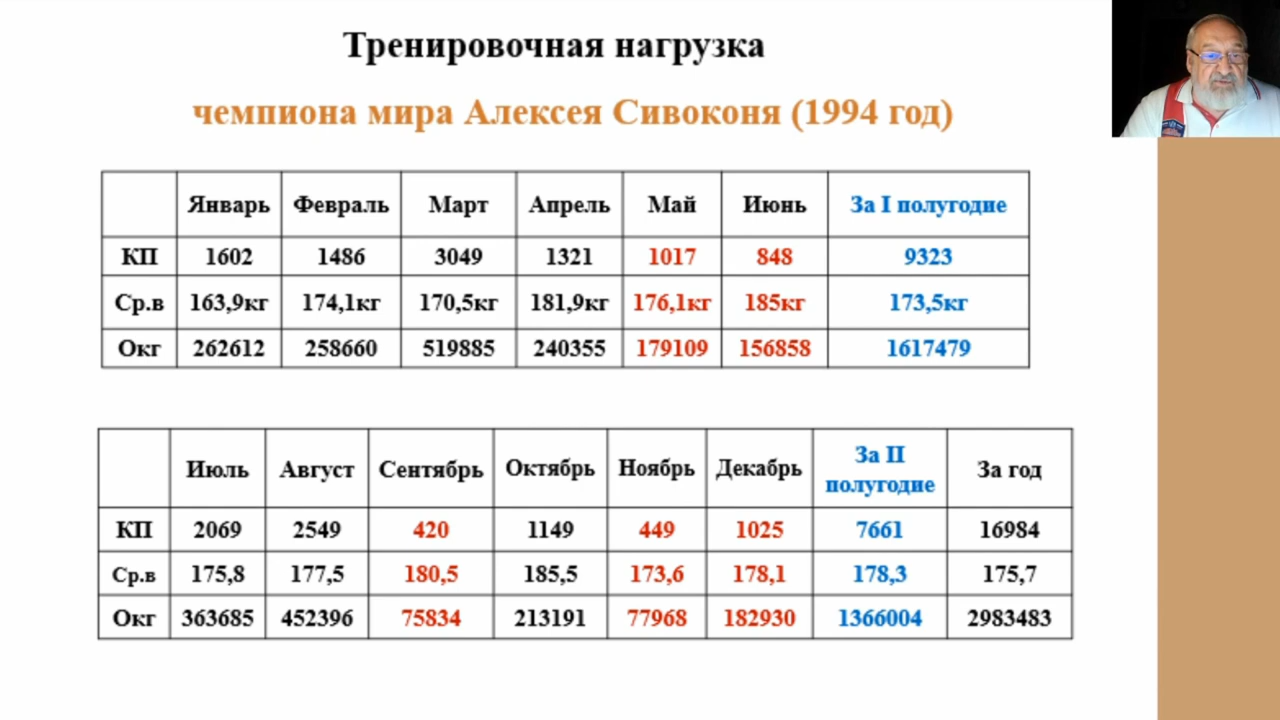 Тренировочная нагрузка
чемпиона мира Алексея Сивоконя (1994 год)
Январь Февраль Март Апрель Май Июнь За I полугодие
КП 1602 1486 3049 1321 1017 848 9323
Ср.в 163,9кг 174,1кг 170,5кг 181,9кг 176,1кг 185кг 173,5кг
Окг 262612 258660 519885 240355 179109 156858 1617479
Июль Август Сентябрь Октябрь Ноябрь Декабрь За II полугодие За год
КП 2069 2549 420 1149 449 1025 7661 16984
Ср.в 175,8 177,5 180,5 185,5 173,6 178,1 178,3 175,7
Окг 363685 452396 75834 213191 77968 182930 1366004 2983483